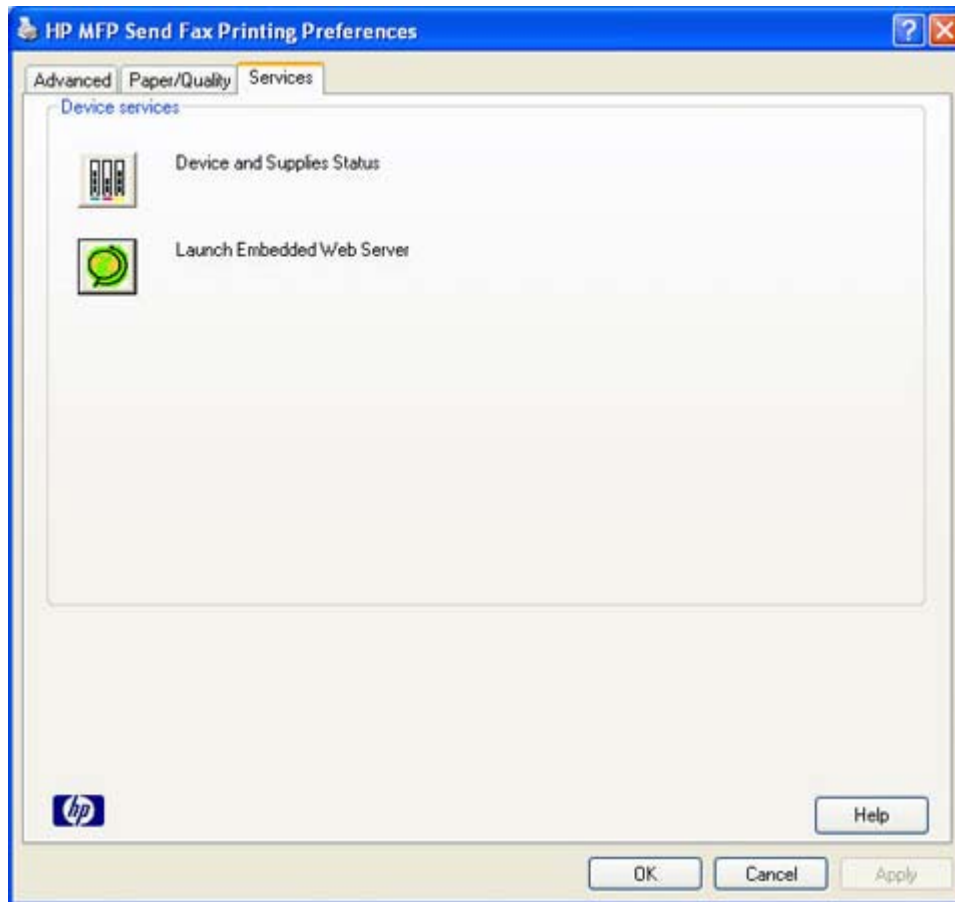 HP MFP Send Fax Printing Preferences
Advanced Paper/Quality Services
Device services
Device and Supplies Status
Launch Embedded Web Server
hp
Help
OK Cancel Apply